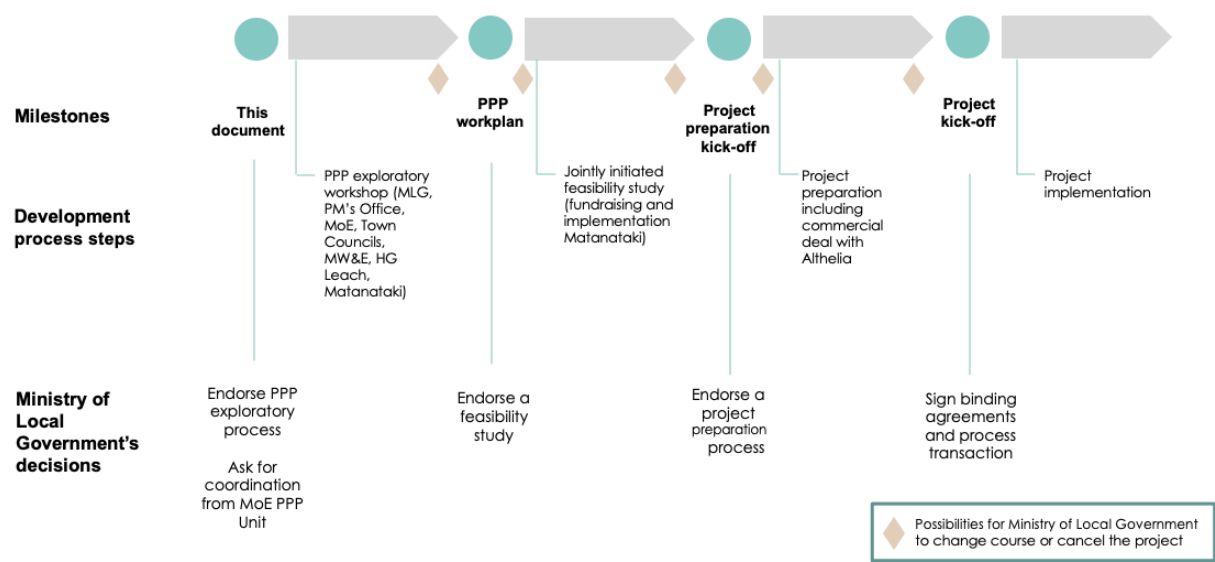 Milestones
This
document
PPP
workplan
Project
preparation
kick-off
Project
kick-off
Development
process steps
PPP exploratory
workshop (MLG,
PM's Office,
MoE, Town
Councils,
MW&E, HG
Leach,
Matanataki)
Jointly initiated
feasibility study
(fundraising and
implementation
Matanataki)
Project
preparation
including
commercial
deal with
Althelia
Project
implementation
Ministry of
Local
Government's
decisions
Endorse PPP
exploratory
process
Ask for
coordination
from MoE PPP
Unit
Endorse a
feasibility
study
Endorse a
project
preparation
process
Sign binding
agreements
and process
transaction
Possibilities for Ministry of Local Government
to change course or cancel the project